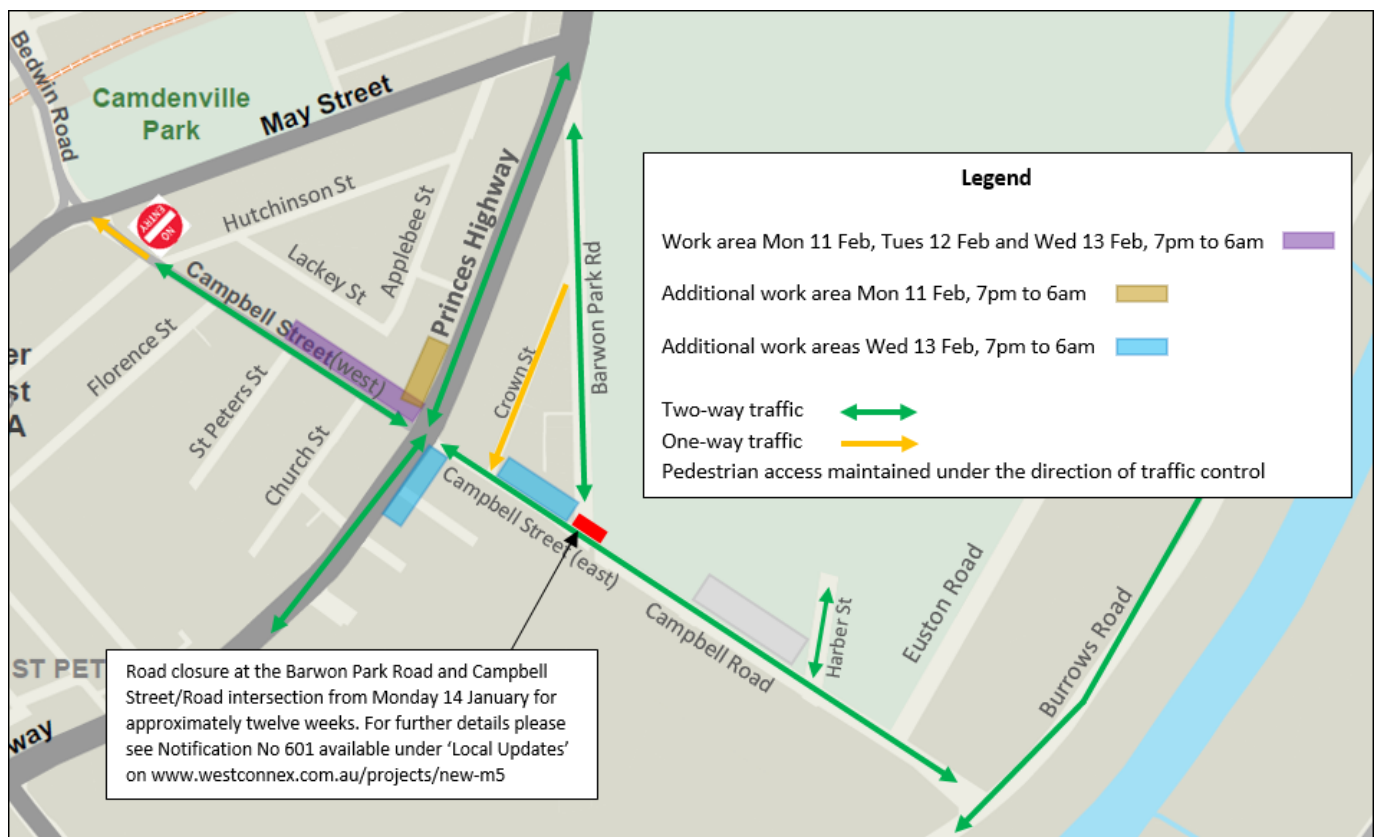 Bedwin Road
Camdenville
Park
May Street
NO
ENTRY
Hutchinson St
Applebee St
Lackey St
Princes Highway
Campbell Street (west)
Florence St
St Peters St
Church St
Crown St
Barwon Park Rd
Campbell Street (east)
Campbell Road
Harber St
Euston Road
Burrows Road
er
st
A
ST PET
way
Legend
Work area Mon 11 Feb, Tues 12 Feb and Wed 13 Feb, 7pm to 6am
Additional work area Mon 11 Feb, 7pm to 6am
Additional work areas Wed 13 Feb, 7pm to 6am
Two-way traffic
One-way traffic
Pedestrian access maintained under the direction of traffic control
Road closure at the Barwon Park Road and Campbell
Street/Road intersection from Monday 14 January for
approximately twelve weeks. For further details please
see Notification No 601 available under ‘Local Updates’
on www.westconnex.com.au/projects/new-m5